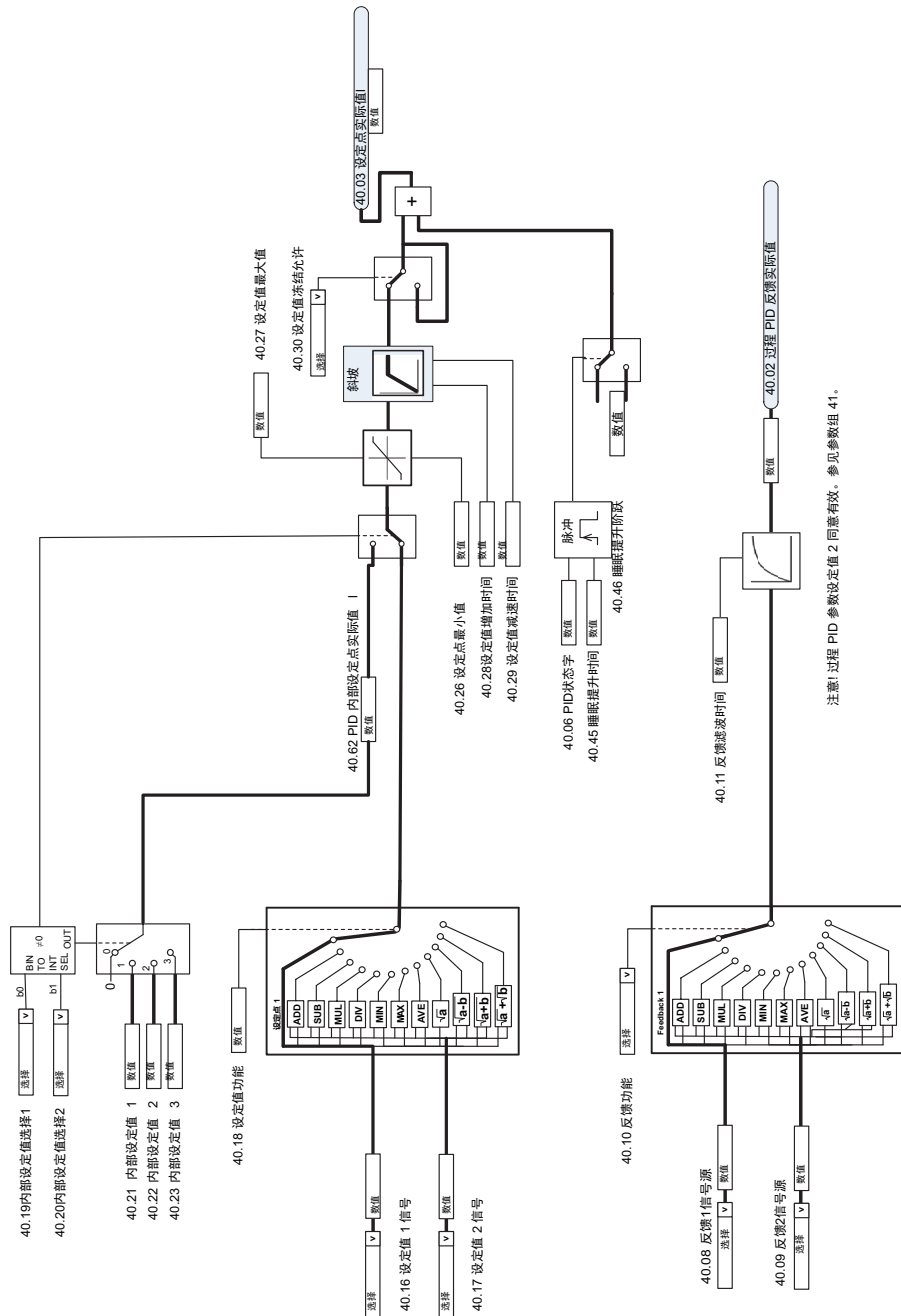 40.19内部设定值选择1
选择
v
b0
40.20内部设定值选择2
选择
v
b1
BIN
TO
INT
SEL
≠0
OUT
40.21 内部设定值 1
数值
40.22 内部设定值 2
数值
40.23 内部设定值 3
数值
0
0
1
2
3
40.62 PID 内部设定点实际值 I
数值
40.18 设定值功能
数值
设定点 1
ADD
SUB
MUL
DIV
MIN
MAX
AVE
√a
√a-b
√a+b
√a +√b
选择
v
数值
40.16 设定值 1 信号
选择
v
数值
40.17 设定值 2 信号
40.27 设定值最大值
数值
40.30 设定值冻结允许
选择
v
斜坡
40.03 设定点实际值I
数值
+
40.26 设定点最小值
数值
40.28设定值增加时间
数值
40.29 设定值减速时间
数值
40.06 PID状态字
数值
40.45 睡眠提升时间
数值
脉冲
40.46 睡眠提升阶跃
数值
40.10 反馈功能
选择
v
Feedback 1
ADD
SUB
MUL
DIV
MIN
MAX
AVE
√a
√a-b
√a+b
√a +√b
40.08 反馈1信号源
选择
v
数值
40.09 反馈2信号源
选择
v
数值
40.11 反馈滤波时间
数值
数值
40.02 过程 PID 反馈实际值
注意! 过程 PID 参数设定值 2 同意有效。参见参数组 41。